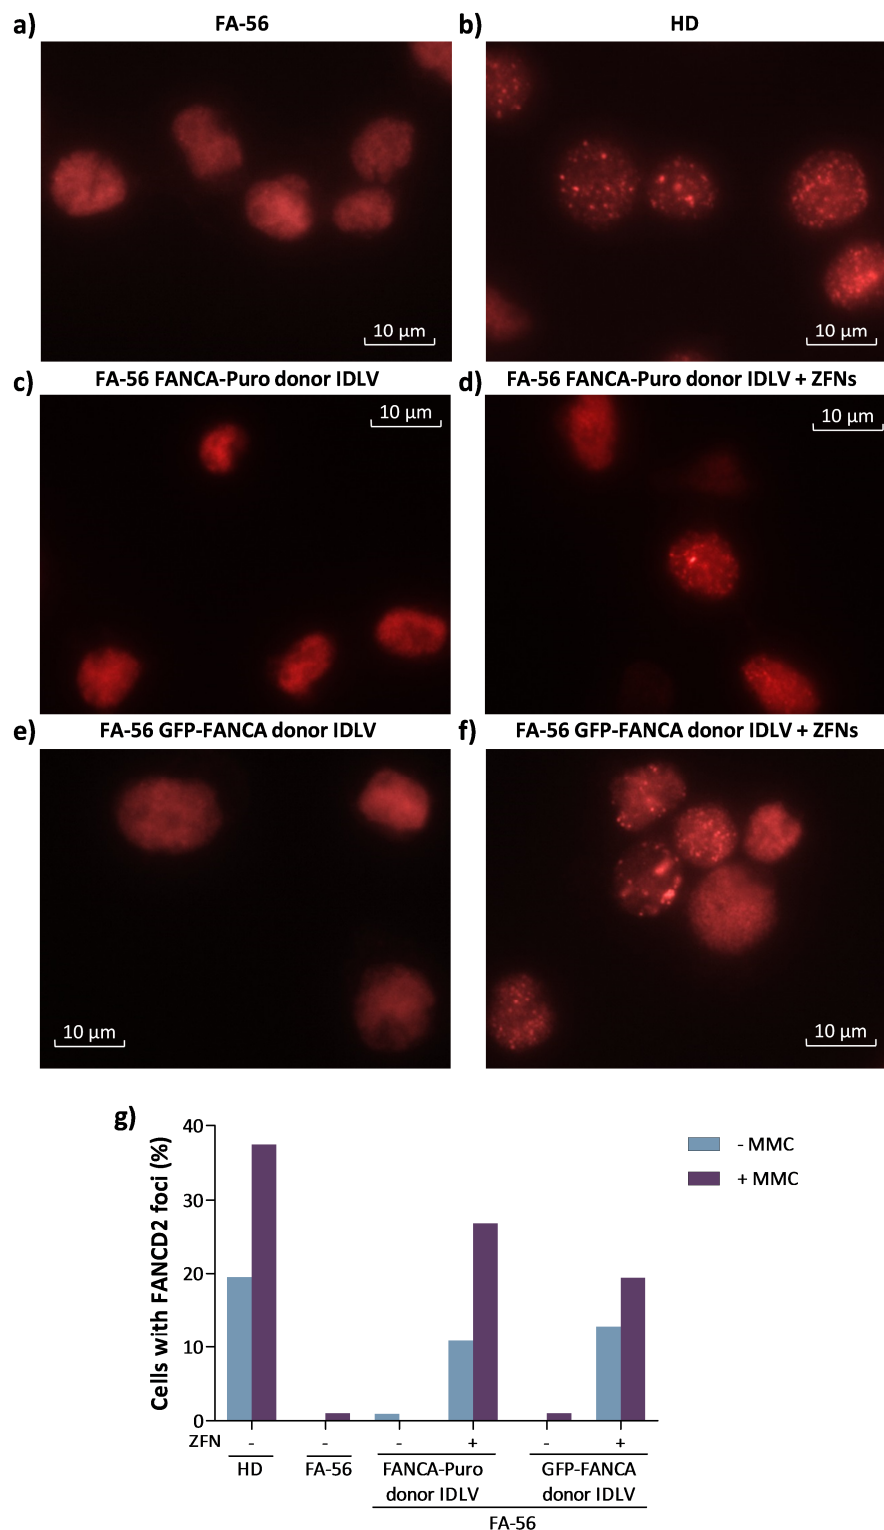 a) FA-56
b) HD
10 µm
10 µm
c) FA-56 FANCA-Puro donor IDLV
d) FA-56 FANCA-Puro donor IDLV + ZFNs
10 µm
10 µm
e) FA-56 GFP-FANCA donor IDLV
f) FA-56 GFP-FANCA donor IDLV + ZFNs
10 µm
10 µm
g)
Cells with FANCD2 foci (%)
40
30
20
10
0
- MMC
+ MMC
ZFN - - - + - +
HD FA-56 FANCA-Puro GFP-FANCA
donor IDLV donor IDLV
FA-56